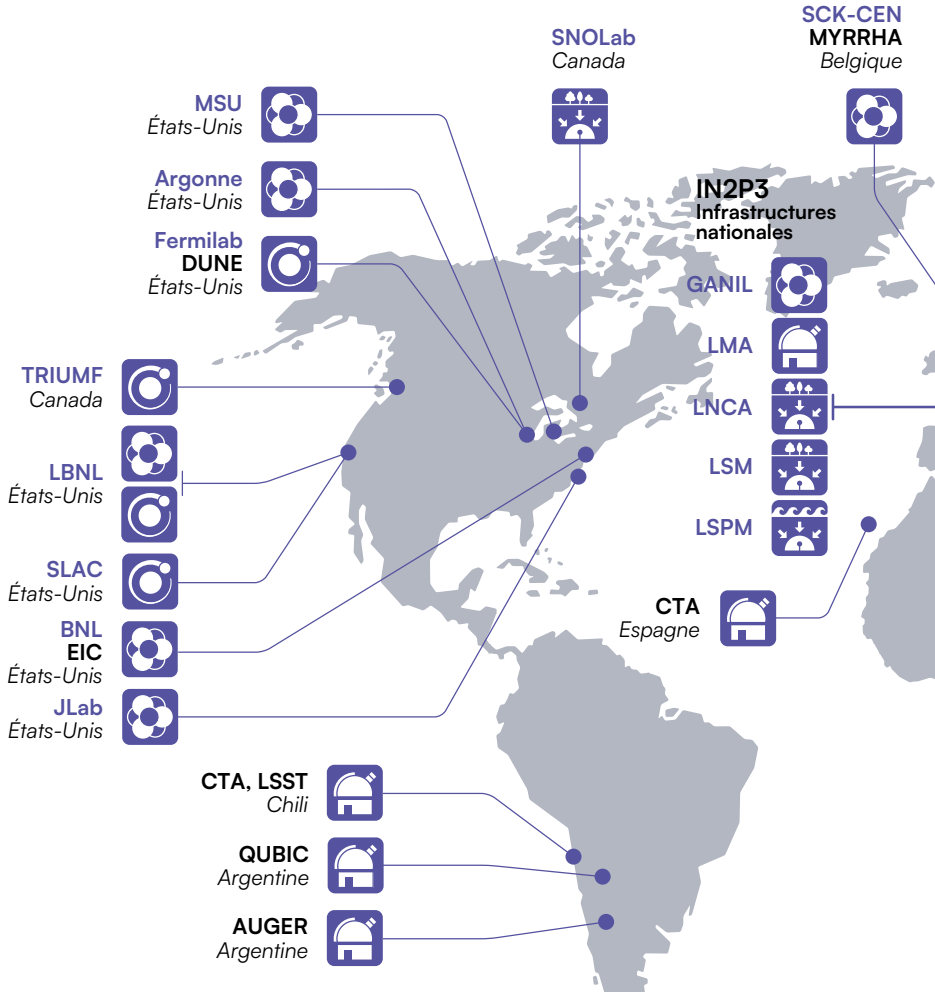 SCK-CEN
MYRRHA
Belgique
SNOLab
Canada
MSU
États-Unis
Argonne
États-Unis
Fermilab
DUNE
États-Unis
IN2P3
Infrastructures
nationales
GANIL
LMA
LNCA
LSM
LSPM
TRIUMF
Canada
LBNL
États-Unis
SLAC
États-Unis
BNL
EIC
États-Unis
JLab
États-Unis
CTA
Espagne
CTA, LSST
Chili
QUBIC
Argentine
AUGER
Argentine